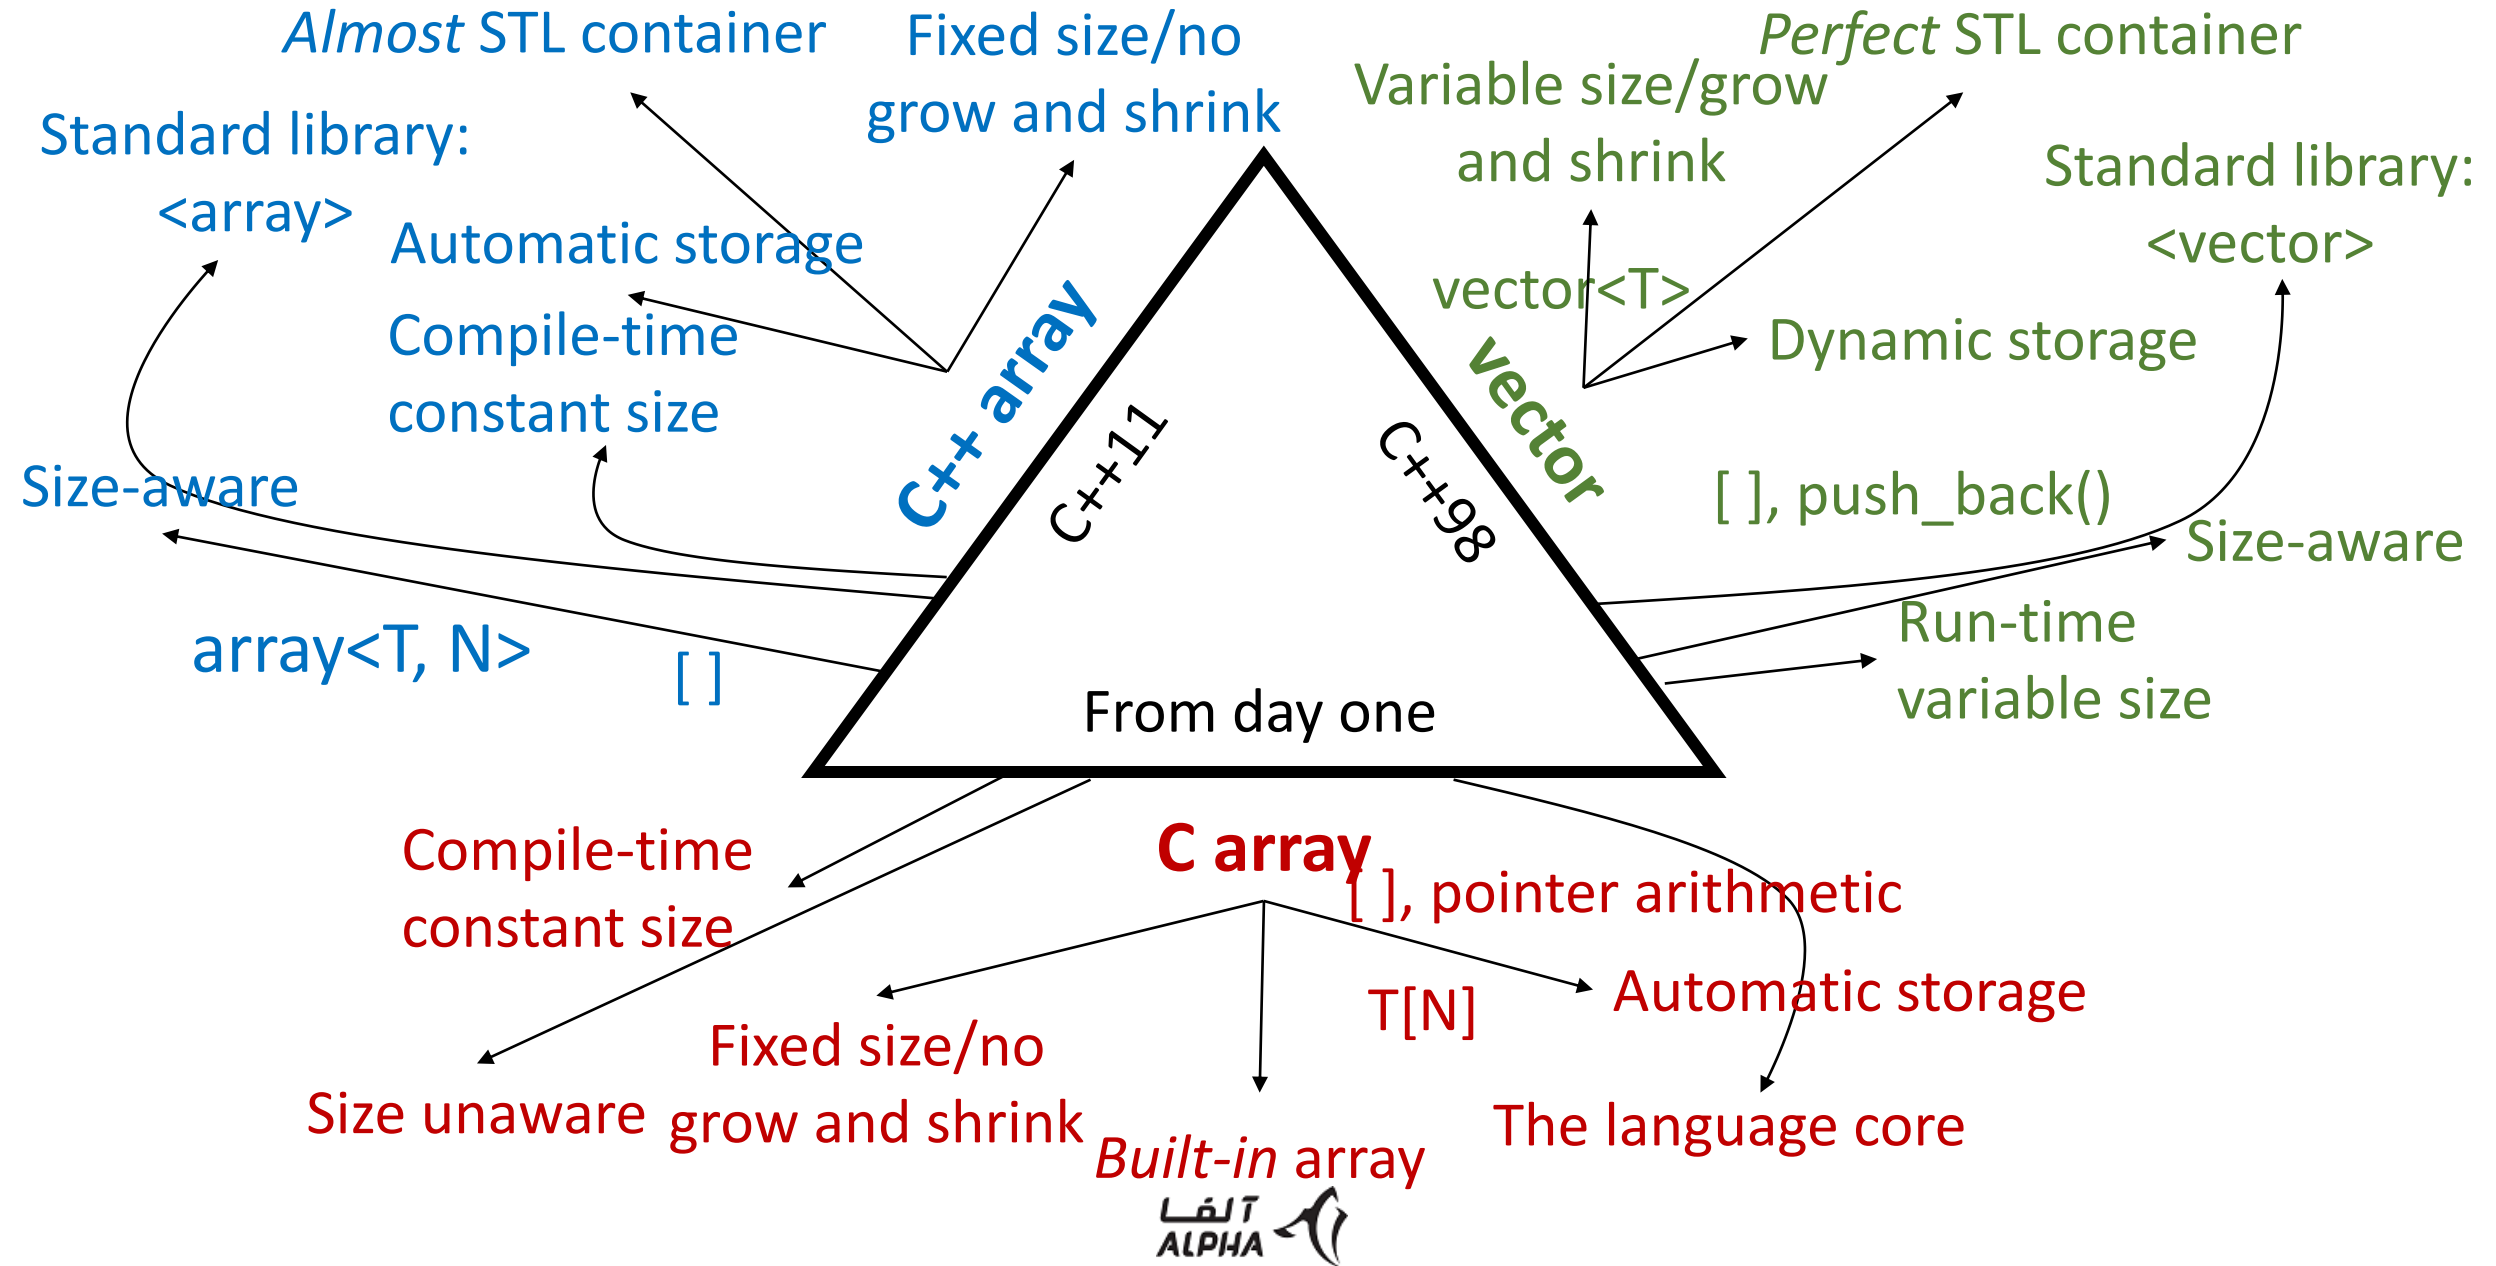 Almost STL container
Standard library:
<array>
Fixed size/no
grow and shrink
Automatic storage
Compile-time
constant size
Size-aware
array<T, N>
[ ]
C++ array
C++11
Perfect STL container
Variable size/grow
and shrink
Standard library:
<vector>
vector<T>
Dynamic storage
vector
C++98
[ ], push_back()
Size-aware
Run-time
variable size
From day one
C array
Compile-time
constant size
[ ], pointer arithmetic
Automatic storage
T[N]
Fixed size/no
grow and shrink
Size unaware
The language core
Built-in array
آلفا
ALPHA